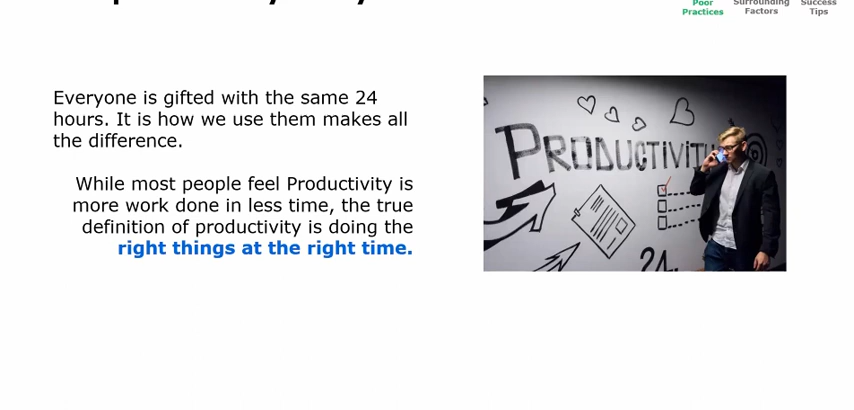 Poor
Practices
Surrounding
Factors
Success
Tips
Everyone is gifted with the same 24
hours. It is how we use them makes all
the difference.
While most people feel Productivity is
more work done in less time, the true
definition of productivity is doing the
right things at the right time.
PRODUCTIVITY
24